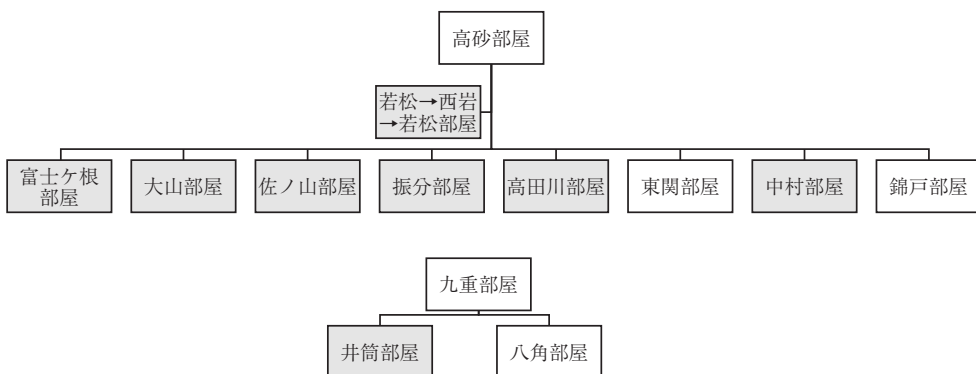 高砂部屋
若松→西岩
→若松部屋
富士ケ根
部屋
大山部屋
佐ノ山部屋
振分部屋
高田川部屋
東関部屋
中村部屋
錦戸部屋
九重部屋
井筒部屋
八角部屋